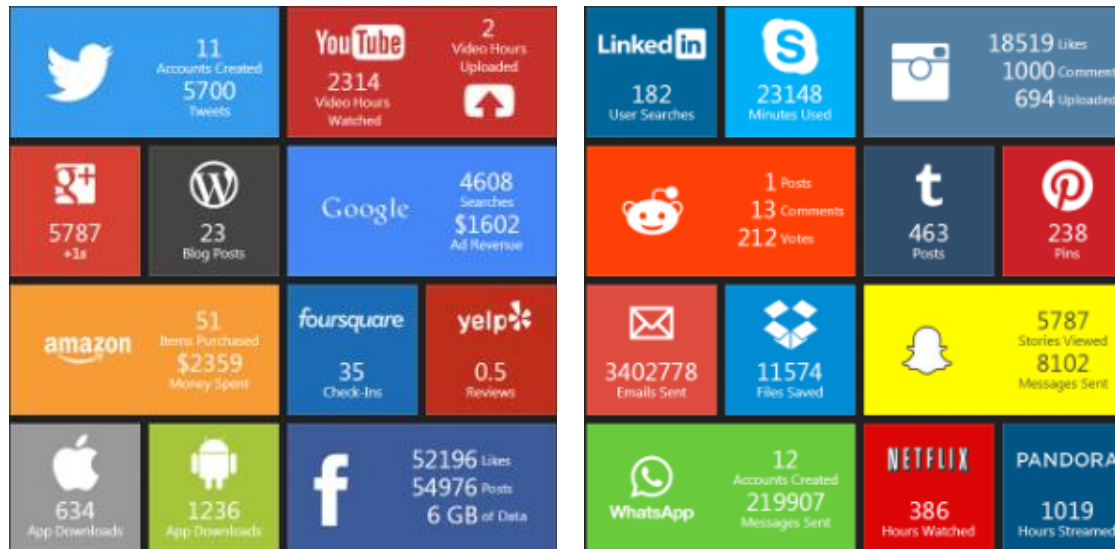 11
Accounts Created
5700
Tweets
YouTube
2314
Video Hours
Watched
2
Video Hours
Uploaded
g+
5787
+1s
W
23
Blog Posts
Google
4608
Searches
$1602
Ad Revenue
amazon
51
Items Purchased
$2359
Money Spent
foursquare
35
Check-Ins
yelp
0.5
Reviews
634
App Downloads
1236
App Downloads
f
52196 Likes
54976 Posts
6 GB of Data
Linked in
182
User Searches
23148
Minutes Used
S
18519 Likes
1000 Comment
694 Uploaded
1 Posts
13 Comments
212 Votes
t
463
Posts
P
238
Pins
3402778
Emails Sent
11574
Files Saved
5787
Stories Viewed
8102
Messages Sent
WhatsApp
12
Accounts Created
219907
Messages Sent
NETFLIX
386
Hours Watched
PANDORA
1019
Hours Streamed